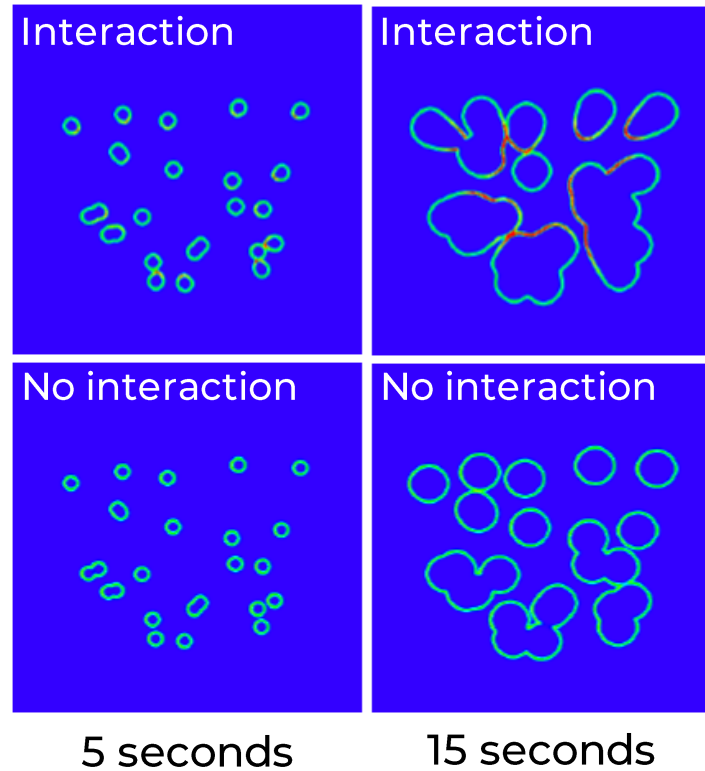 Interaction
Interaction
No interaction
No interaction
5 seconds
15 seconds